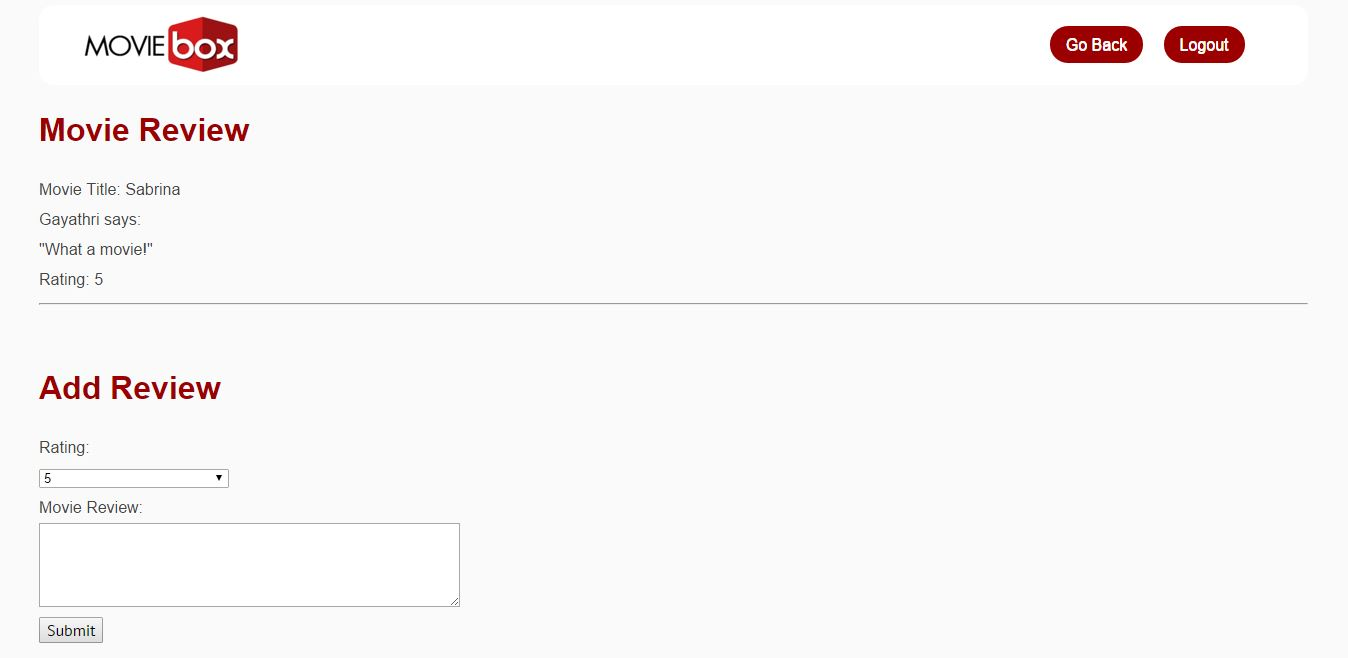 MOVIE box
Go Back
Logout
Movie Review
Movie Title: Sabrina
Gayathri says:
"What a movie!"
Rating: 5
Add Review
Rating:
5
Movie Review:
Submit